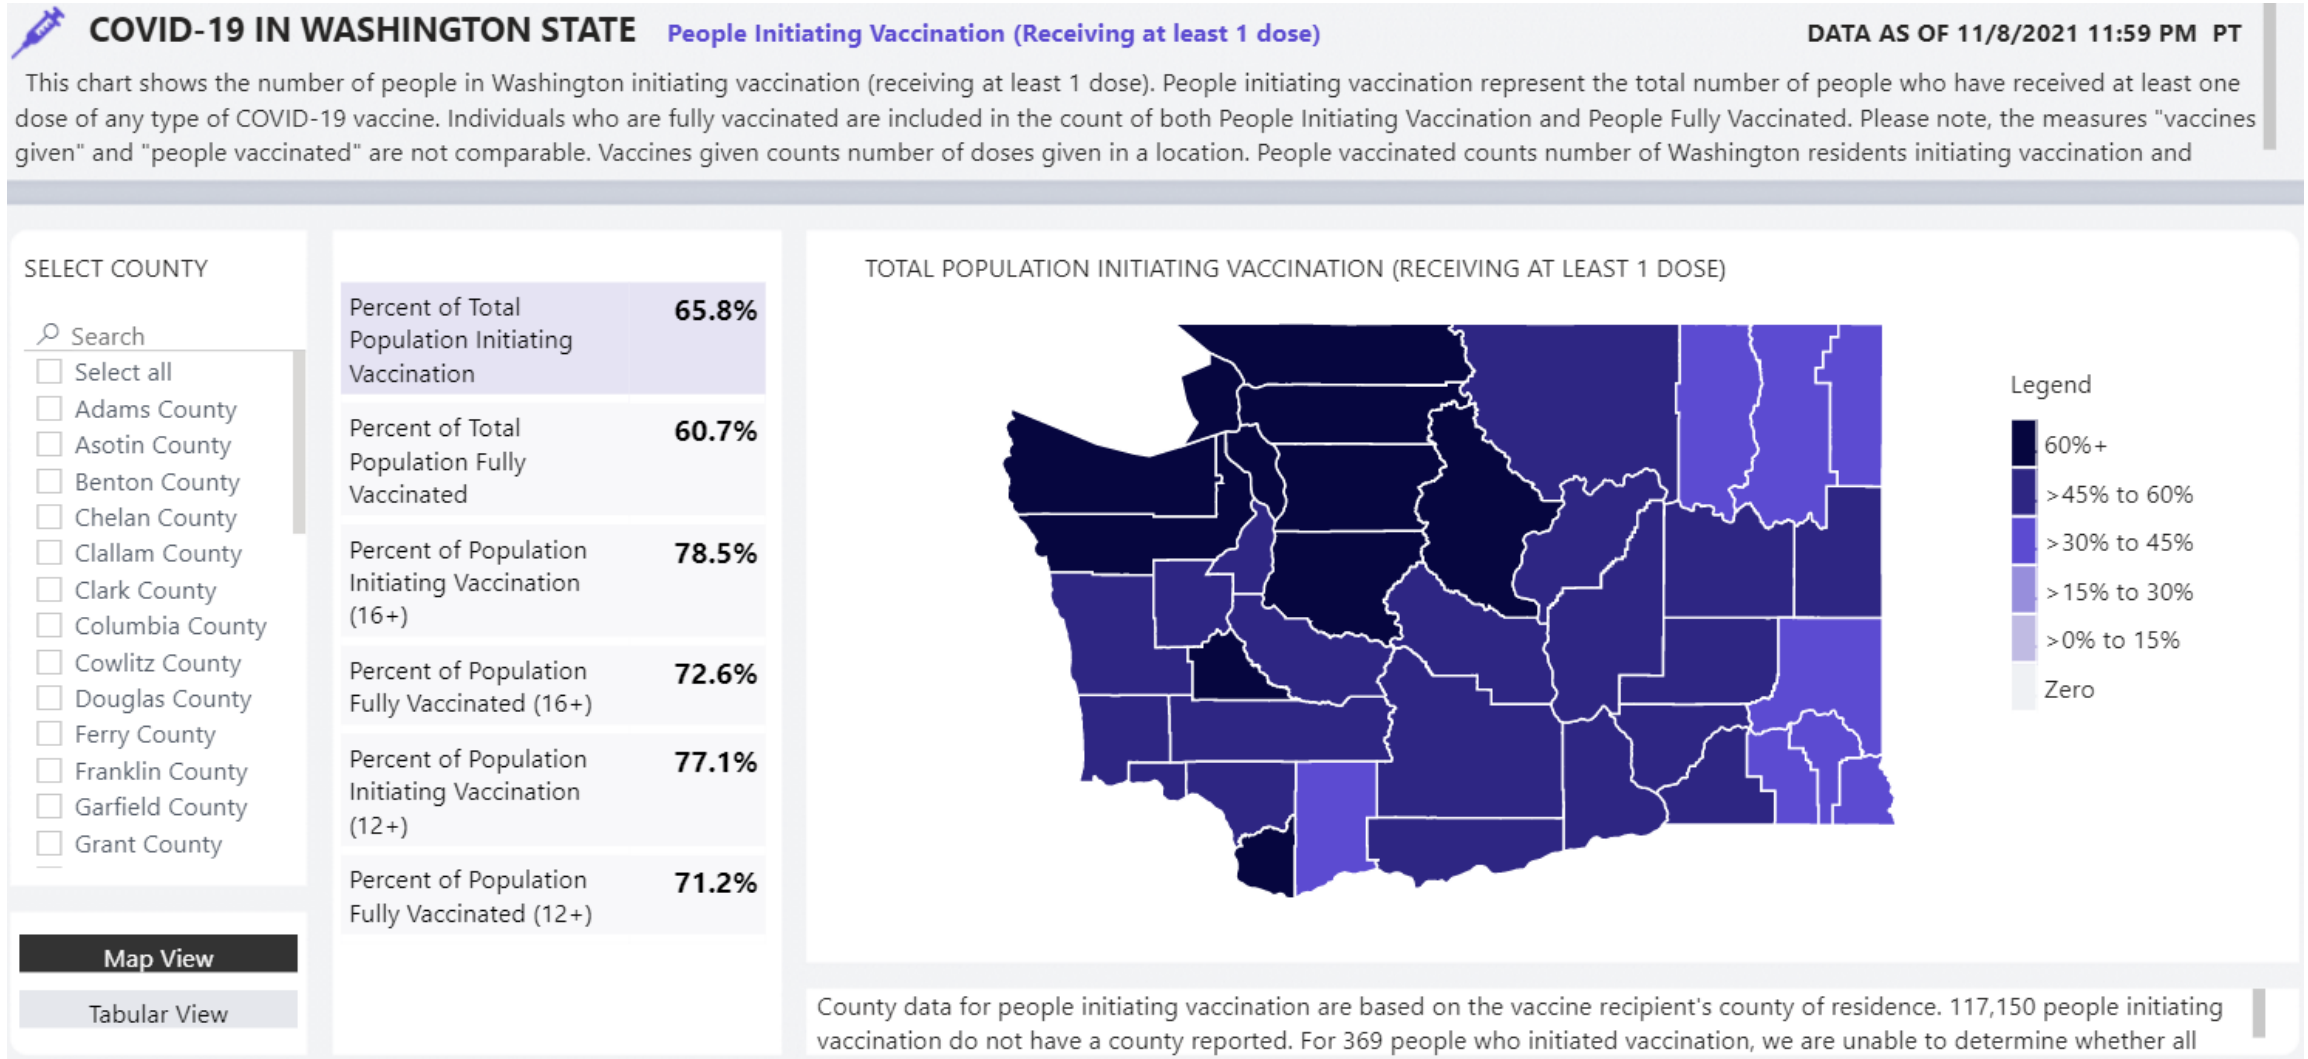 COVID-19 IN WASHINGTON STATE People Initiating Vaccination (Receiving at least 1 dose) DATA AS OF 11/8/2021 11:59 PM PT
This chart shows the number of people in Washington initiating vaccination (receiving at least 1 dose). People initiating vaccination represent the total number of people who have received at least one
dose of any type of COVID-19 vaccine. Individuals who are fully vaccinated are included in the count of both People Initiating Vaccination and People Fully Vaccinated. Please note, the measures "vaccines
given" and "people vaccinated" are not comparable. Vaccines given counts number of doses given in a location. People vaccinated counts number of Washington residents initiating vaccination and
SELECT COUNTY
Search
Select all
Adams County
Asotin County
Benton County
Chelan County
Clallam County
Clark County
Columbia County
Cowlitz County
Douglas County
Ferry County
Franklin County
Garfield County
Grant County
Map View
Tabular View
Percent of Total 65.8%
Population Initiating
Vaccination
Percent of Total 60.7%
Population Fully
Vaccinated
Percent of Population 78.5%
Initiating Vaccination
(16+)
Percent of Population 72.6%
Fully Vaccinated (16+)
Percent of Population 77.1%
Initiating Vaccination
(12+)
Percent of Population 71.2%
Fully Vaccinated (12+)
TOTAL POPULATION INITIATING VACCINATION (RECEIVING AT LEAST 1 DOSE)
Legend
60%+
>45% to 60%
>30% to 45%
>15% to 30%
>0% to 15%
Zero
County data for people initiating vaccination are based on the vaccine recipient's county of residence. 117,150 people initiating
vaccination do not have a county reported. For 369 people who initiated vaccination, we are unable to determine whether all